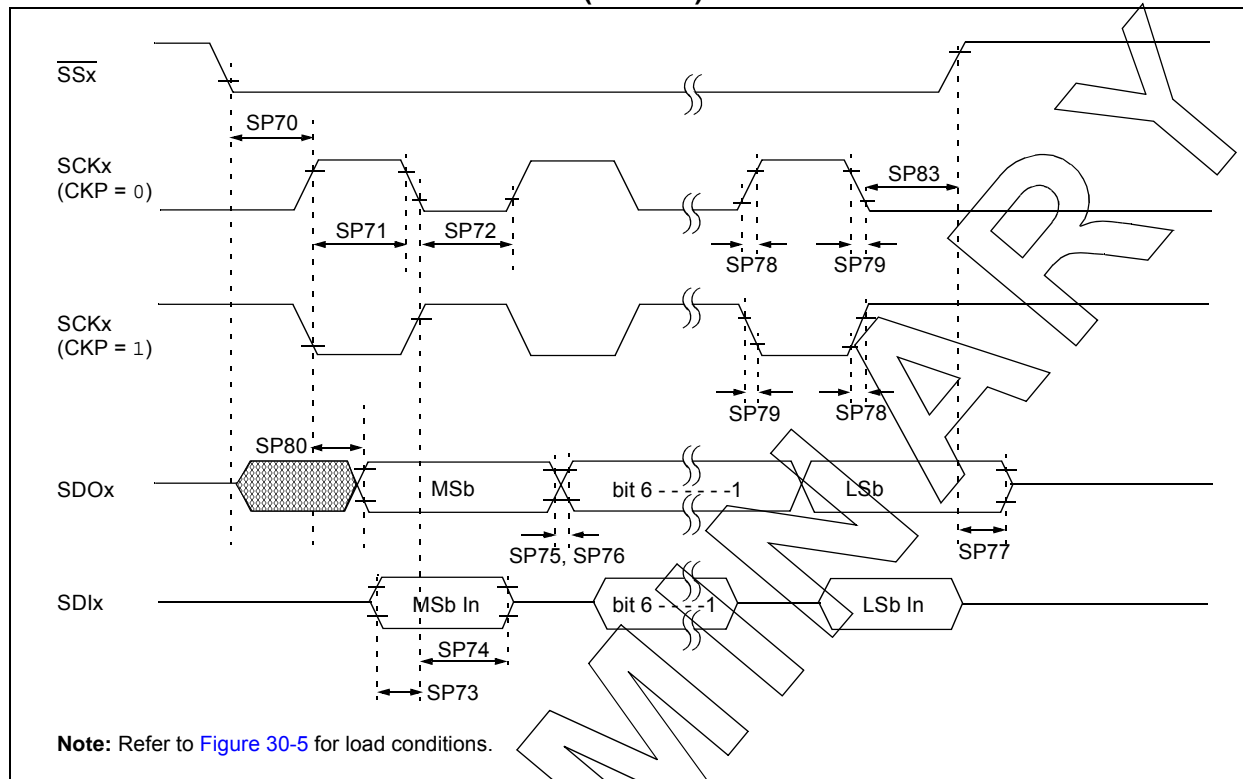 SSx
SP70
SCKx
(CKP = 0)
SP83
SP71
SP72
SP78
SP79
SCKx
(CKP = 1)
SP79
SP78
SP80
SDOx
MSb
bit 6 - - - - - -1
LSb
SP75, SP76
SP77
SDIx
MSb In
bit 6 - - - -1
LSb In
SP74
SP73
Note: Refer to Figure 30-5 for load conditions.
MINARY